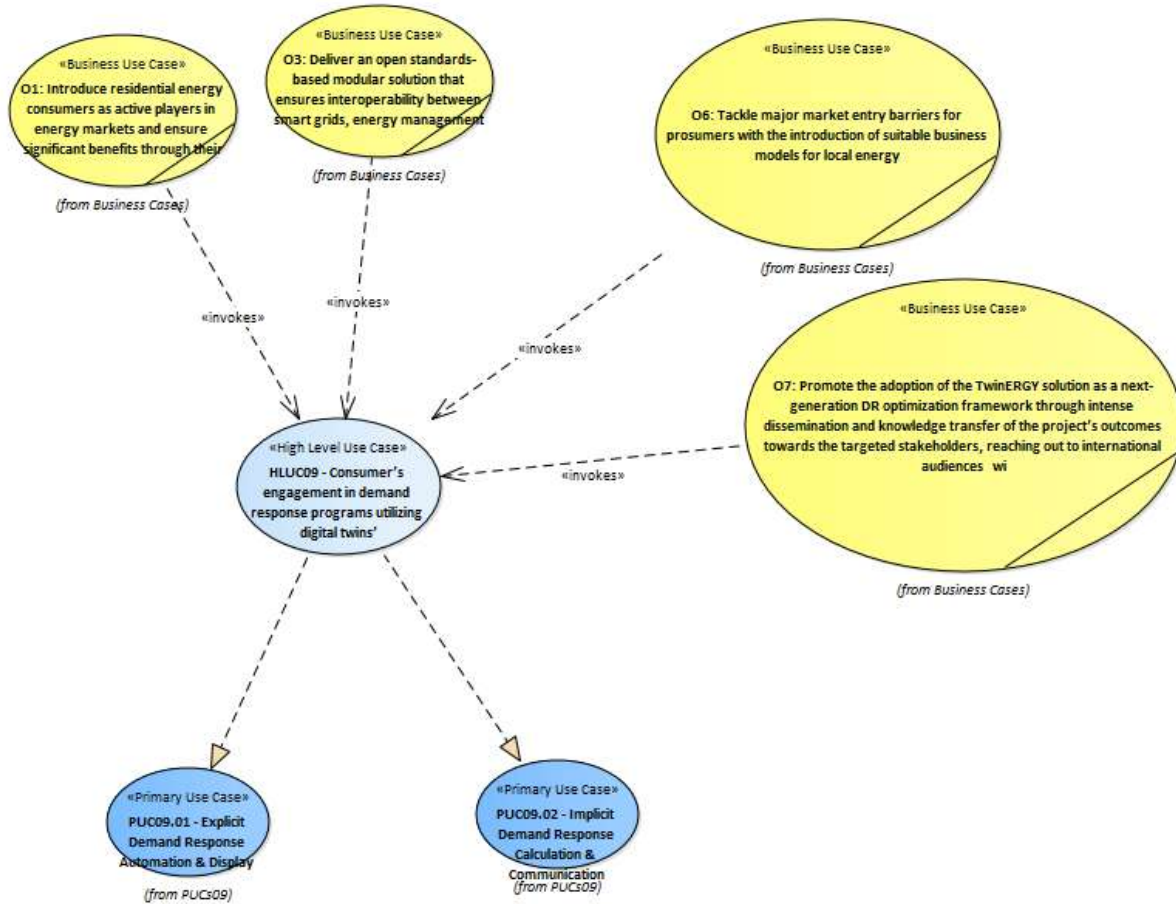 «Business Use Case»
O1: Introduce residential energy
consumers as active players in
energy markets and ensure
significant benefits through their
(from Business Cases)
«Business Use Case»
O3: Deliver an open standards-
based modular solution that
ensures interoperability between
smart grids, energy management
(from Business Cases)
«Business Use Case»
O6: Tackle major market entry barriers for
prosumers with the introduction of suitable business
models for local energy
(from Business Cases)
«Business Use Case»
O7: Promote the adoption of the TwinERGY solution as a next-
generation DR optimization framework through intense
dissemination and knowledge transfer of the project's outcomes
towards the targeted stakeholders, reaching out to international
audiences wi
(from Business Cases)
«invokes»
«invokes»
«invokes»
«invokes»
«High Level Use Case»
HLUC09 - Consumer's
engagement in demand
response programs utilizing
digital twins'
«Primary Use Case»
PUC09.01 - Explicit
Demand Response
Automation & Display
(from PUCs09)
«Primary Use Case»
PUC09.02 - Implicit
Demand Response
Calculation &
Communication
(from PUCs09)